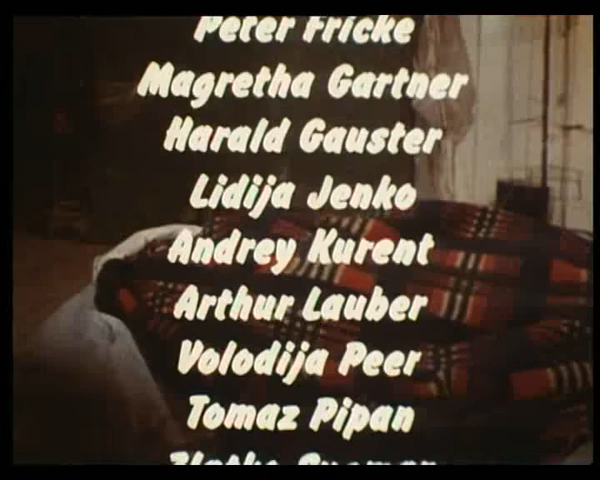 Peter Fricke
Magretha Gartner
Harald Gauster
Lidija Jenko
Andrey Kurent
Arthur Lauber
Volodija Peer
Tomaz Pipan